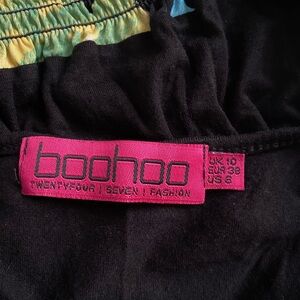 boohoo
TWENTYFOUR | SEVEN | FASHION
UK 10
EUR 38
US 6